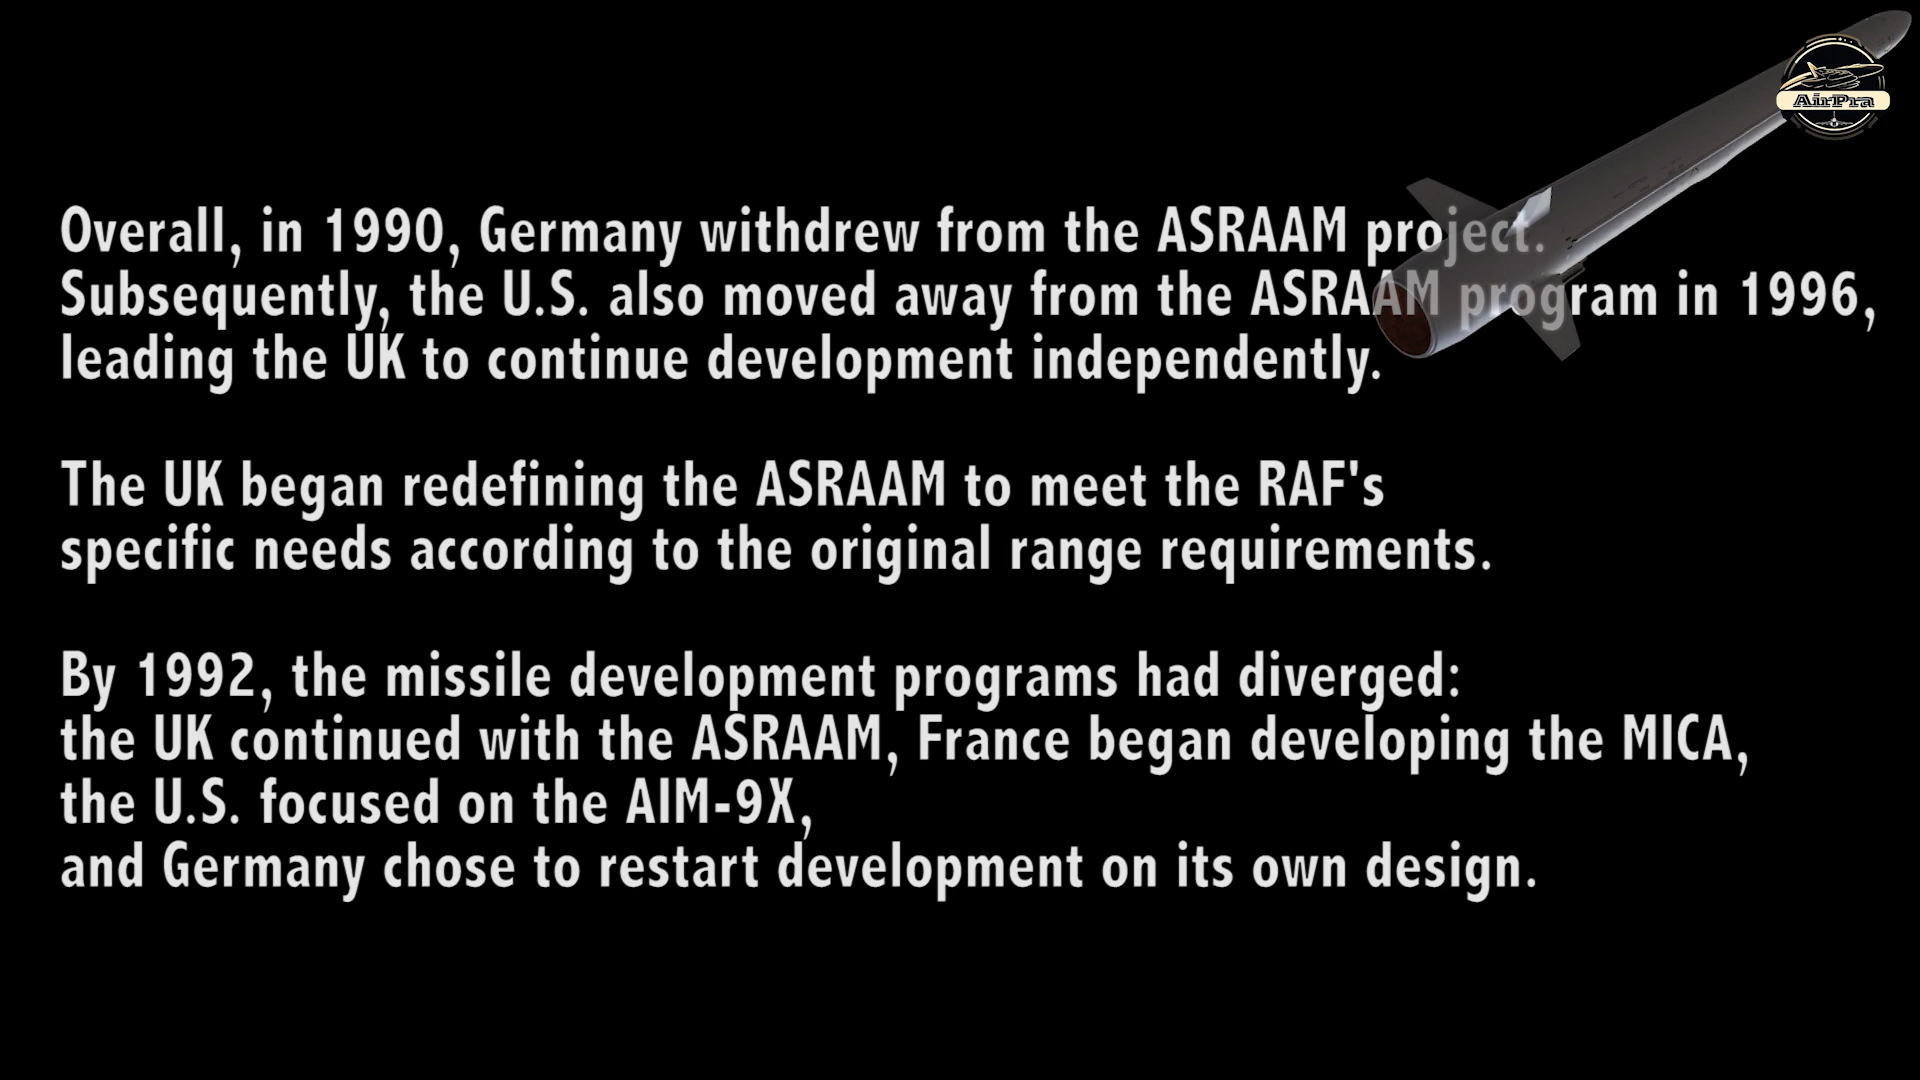 AirPra
Overall, in 1990, Germany withdrew from the ASRAAM project.
Subsequently, the U.S. also moved away from the ASRAAM program in 1996,
leading the UK to continue development independently.
The UK began redefining the ASRAAM to meet the RAF's
specific needs according to the original range requirements.
By 1992, the missile development programs had diverged:
the UK continued with the ASRAAM, France began developing the MICA,
the U.S. focused on the AIM-9X,
and Germany chose to restart development on its own design.